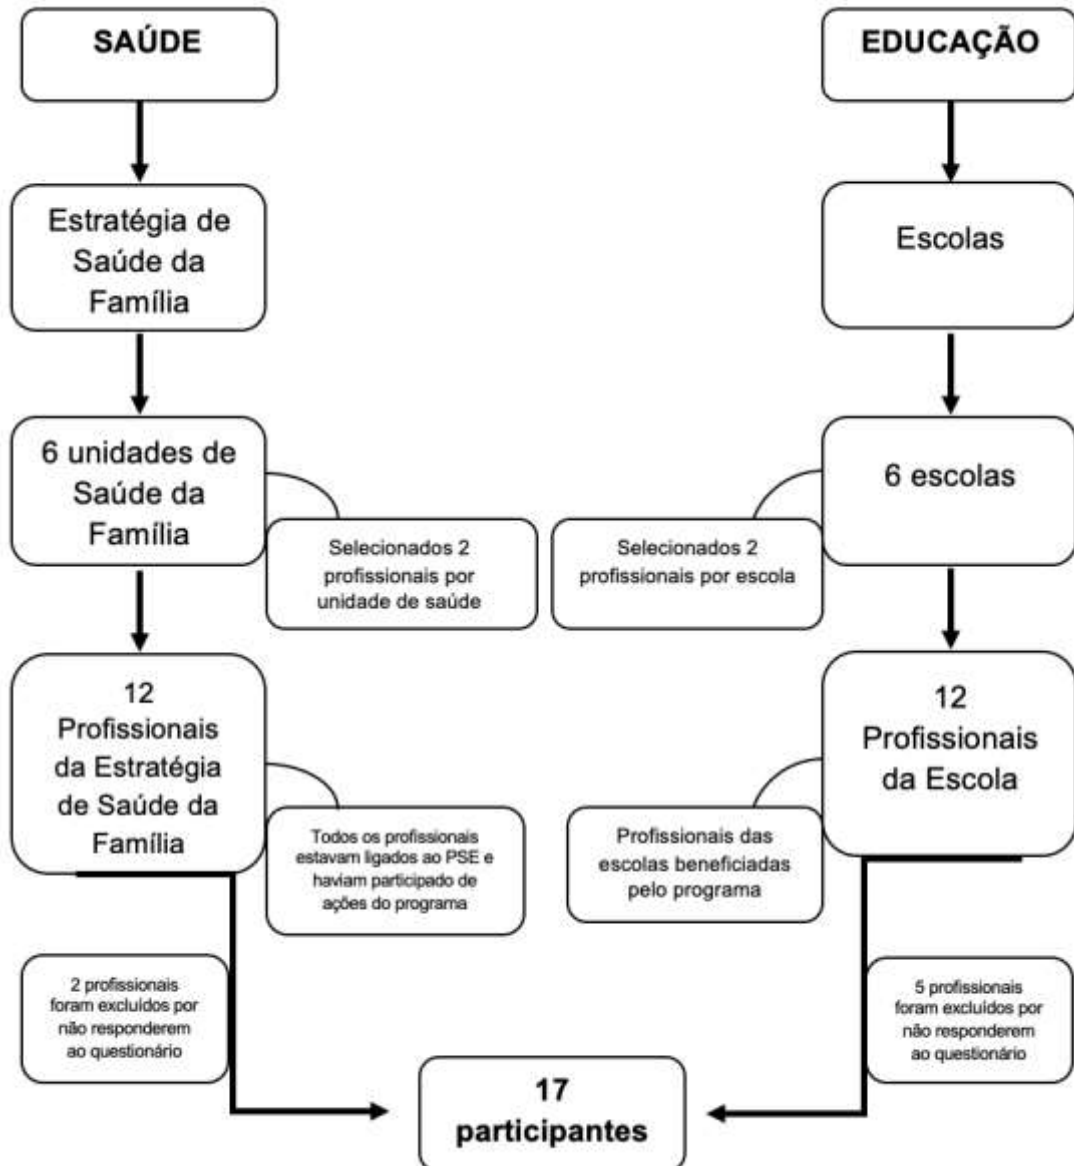 SAÚDE
EDUCAÇÃO
Estratégia de
Saúde da
Família
Escolas
6 unidades de
Saúde da
Família
6 escolas
Selecionados 2
profissionais por
unidade de saúde
Selecionados 2
profissionais por escola
12
Profissionais
da Estratégia
de Saúde da
Família
12
Profissionais
da Escola
Todos os profissionais
estavam ligados ao PSE e
haviam participado de
ações do programa
Profissionais das
escolas beneficiadas
pelo programa
2 profissionais
foram excluídos por
não responderem
ao questionário
5 profissionais
foram excluídos por
não responderem
ao questionário
17
participantes